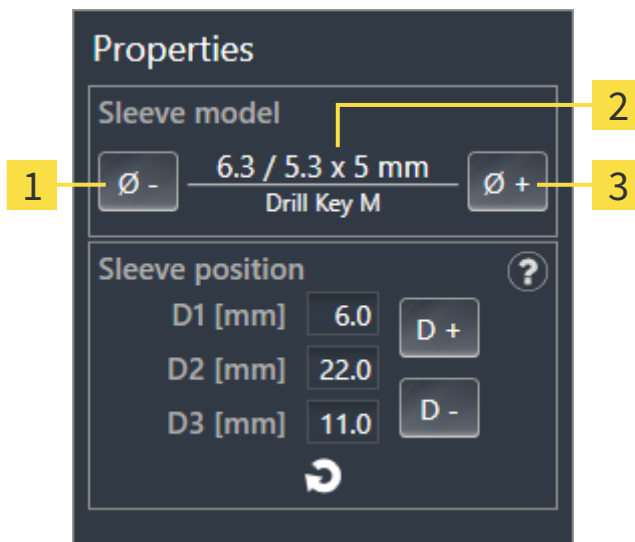 Properties
Sleeve model
2
1
Ø -
6.3 / 5.3 x 5 mm
Drill Key M
Ø +
3
Sleeve position
?
D1 [mm] 6.0
D +
D2 [mm] 22.0
D3 [mm] 11.0
D -